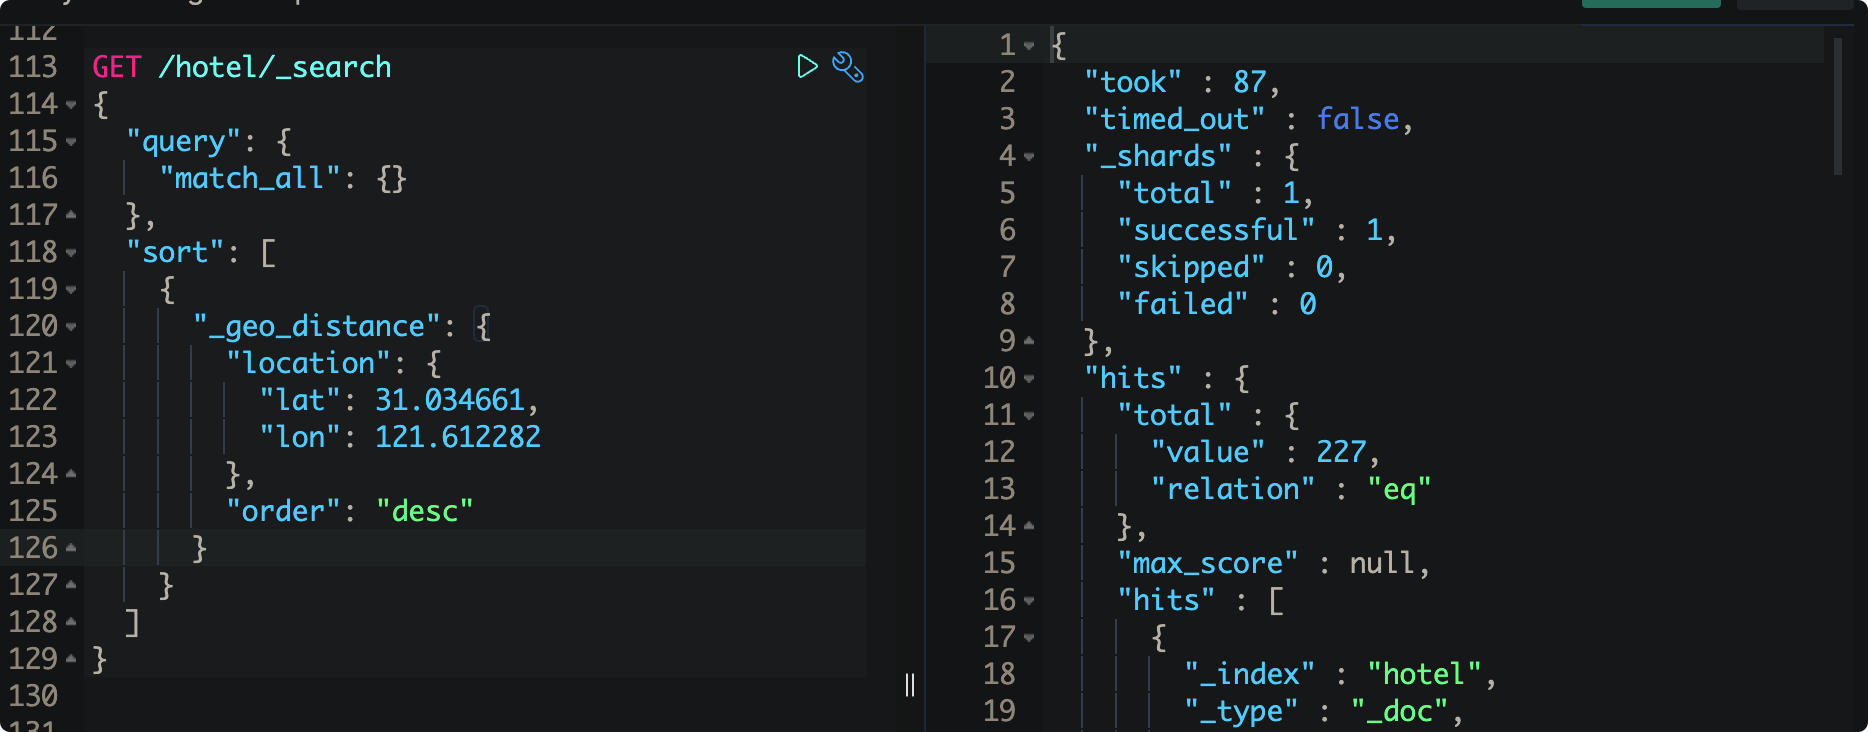 112
113 GET /hotel/_search
114 {
115 "query": {
116 "match_all": {}
117 },
118 "sort": [
119 {
120 "_geo_distance": {
121 "location": {
122 "lat": 31.034661,
123 "lon": 121.612282
124 },
125 "order": "desc"
126 }
127 }
128 ]
129 }
130
131
1 {
2 "took" : 87,
3 "timed_out" : false,
4 "_shards" : {
5 "total" : 1,
6 "successful" : 1,
7 "skipped" : 0,
8 "failed" : 0
9 },
10 "hits" : {
11 "total" : {
12 "value" : 227,
13 "relation" : "eq"
14 },
15 "max_score" : null,
16 "hits" : [
17 {
18 "_index" : "hotel",
19 "_type" : "_doc",